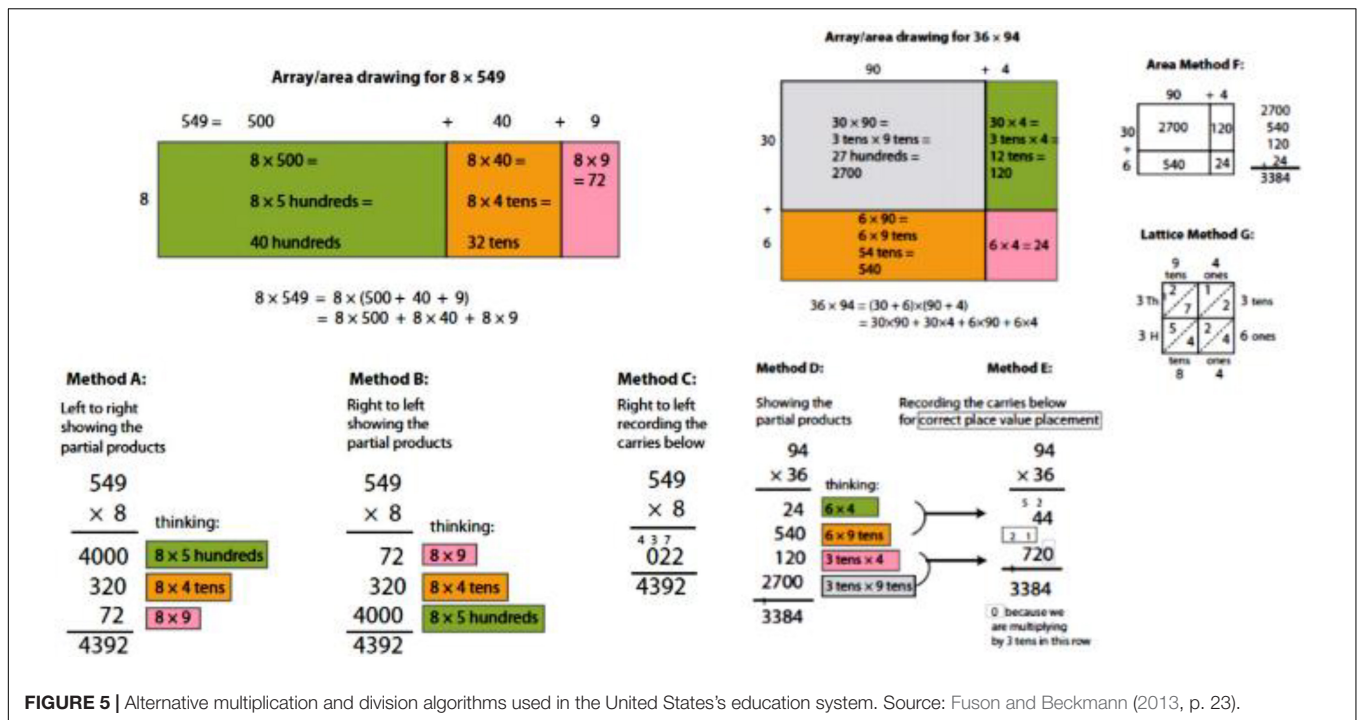 Array/area drawing for 8 × 549
549 = 500 + 40 + 9
8
8 × 500 =
8 × 5 hundreds =
40 hundreds
8 × 40 =
8 × 4 tens =
32 tens
8 × 9
= 72
8 × 549 = 8 × (500 + 40 + 9)
= 8 × 500 + 8 × 40 + 8 × 9
Array/area drawing for 36 × 94
90 + 4
30
+
6
30 × 90 =
3 tens × 9 tens =
27 hundreds =
2700
30 × 4 =
3 tens × 4 =
12 tens =
120
6 × 90 =
6 × 9 tens
54 tens =
540
6 × 4 = 24
36 × 94 = (30 + 6)×(90 + 4)
= 30×90 + 30×4 + 6×90 + 6×4
Area Method F:
90 + 4
30
+
6
2700 120
540 24
2700
540
120
+ 24
3384
Lattice Method G:
9 4
tens ones
3 Th 2 7 1 2 3 tens
3 H 5 4 2 4 6 ones
tens ones
8 4
Method A:
Left to right
showing the
partial products
549
× 8
thinking:
4000 8 × 5 hundreds
320 8 × 4 tens
72 8 × 9
4392
Method B:
Right to left
showing the
partial products
549
× 8
thinking:
72 8 × 9
320 8 × 4 tens
4000 8 × 5 hundreds
4392
Method C:
Right to left
recording the
carries below
549
× 8
4 3 7
022
4392
Method D:
Showing the
partial products
94
× 36
thinking:
24 6 × 4
540 6 × 9 tens
120 3 tens × 4
2700 3 tens × 9 tens
3384
Method E:
Recording the carries below
for correct place value placement
94
× 36
5 2
44
2 1
720
3384
0 because we
are multiplying
by 3 tens in this row
FIGURE 5 | Alternative multiplication and division algorithms used in the United States's education system. Source: Fuson and Beckmann (2013, p. 23).